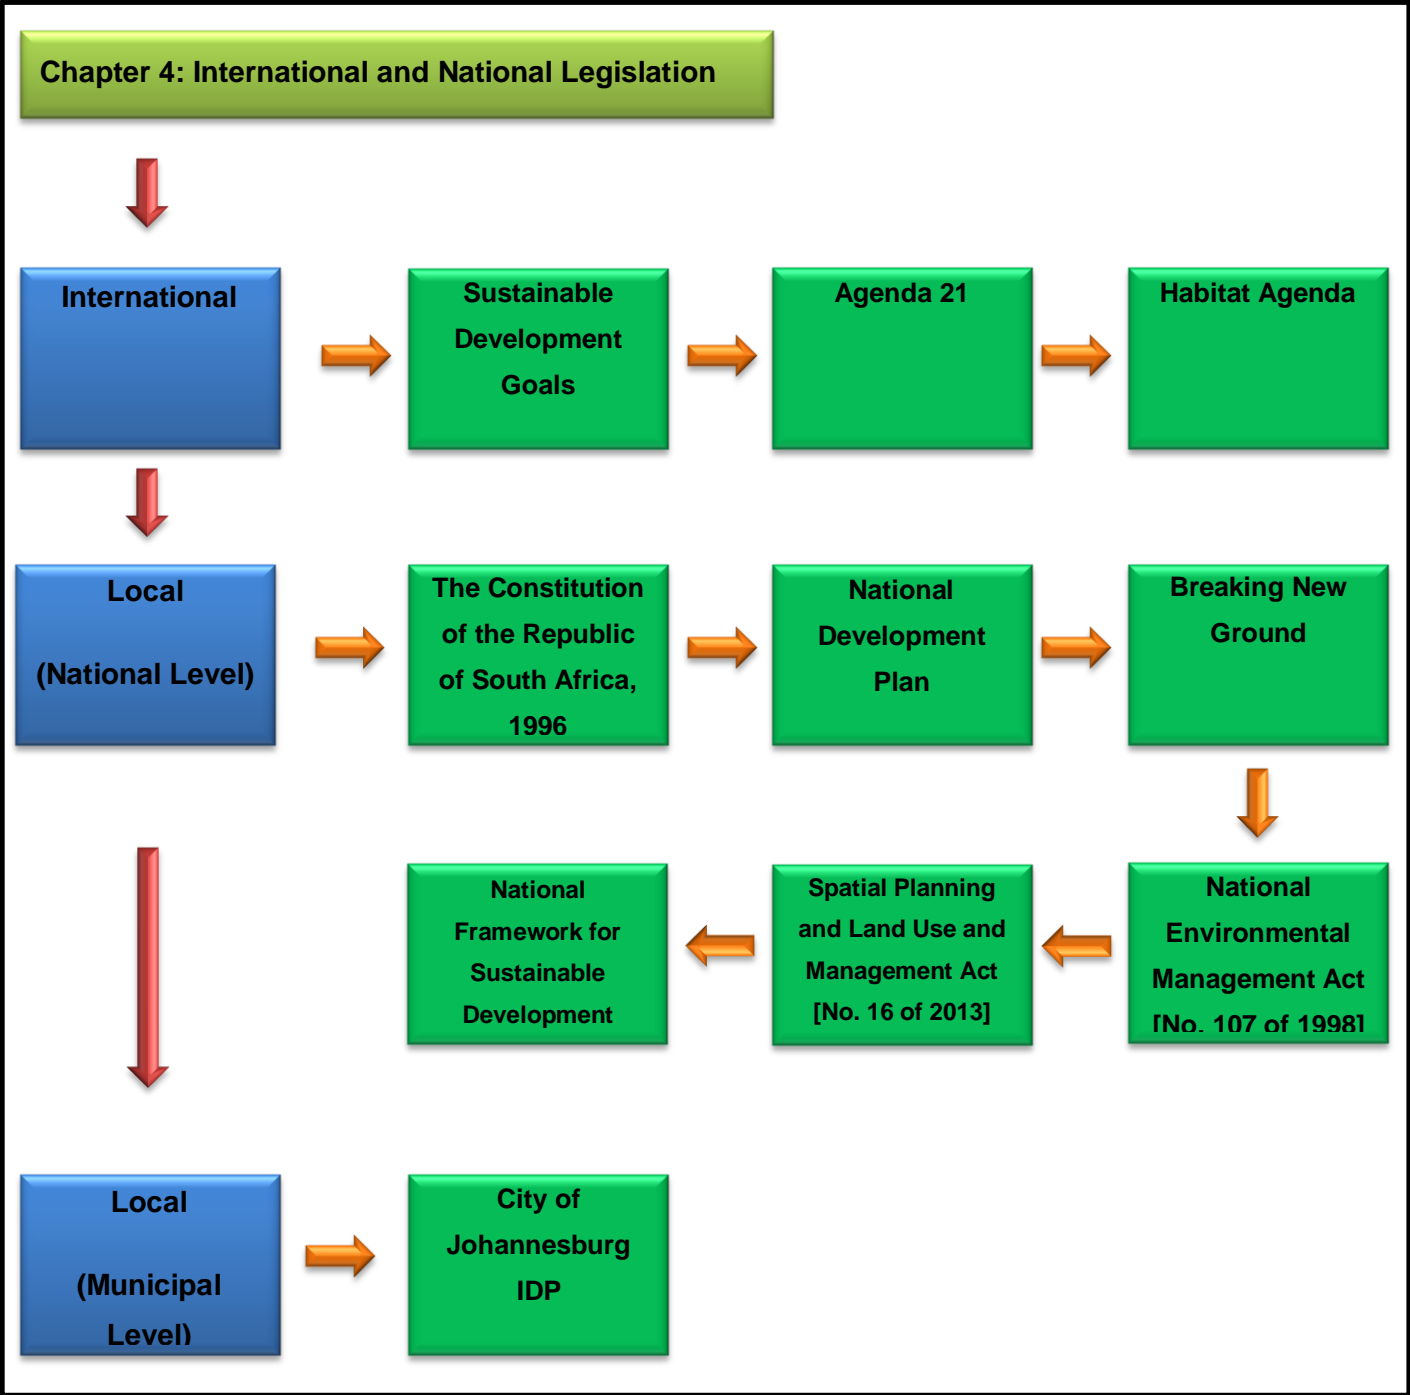 Chapter 4: International and National Legislation
International
Sustainable
Development
Goals
Agenda 21
Habitat Agenda
Local
(National Level)
The Constitution
of the Republic
of South Africa,
1996
National
Development
Plan
Breaking New
Ground
National
Framework for
Sustainable
Development
Spatial Planning
and Land Use and
Management Act
[No. 16 of 2013]
National
Environmental
Management Act
[No. 107 of 1998]
Local
(Municipal
Level)
City of
Johannesburg
IDP